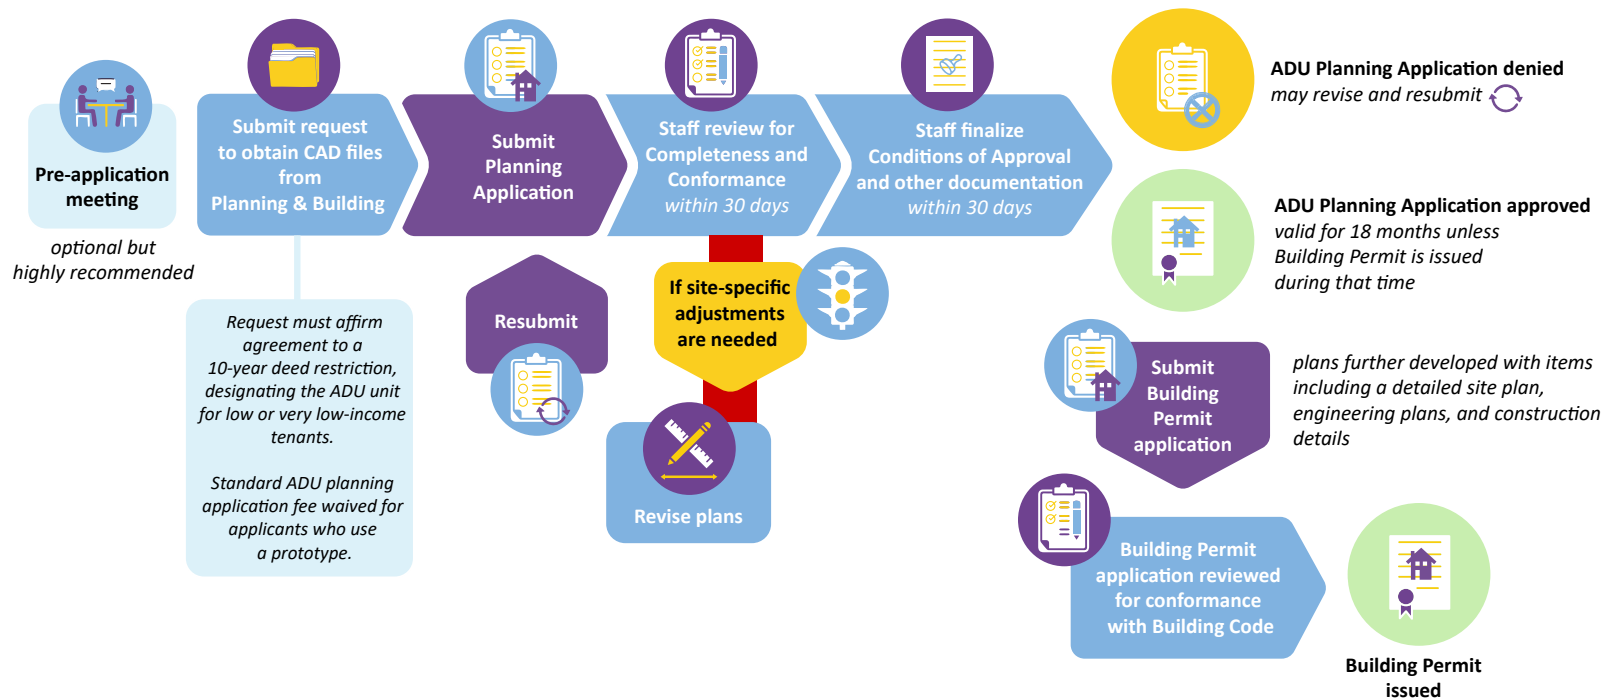 Pre-application
meeting
optional but
highly recommended
Submit request
to obtain CAD files
from
Planning & Building
Request must affirm
agreement to a
10-year deed restriction,
designating the ADU unit
for low or very low-income
tenants.
Standard ADU planning
application fee waived for
applicants who use
a prototype.
Submit
Planning
Application
Resubmit
Staff review for
Completeness and
Conformance
within 30 days
If site-specific
adjustments
are needed
Revise plans
Staff finalize
Conditions of Approval
and other documentation
within 30 days
ADU Planning Application denied
may revise and resubmit
ADU Planning Application approved
valid for 18 months unless
Building Permit is issued
during that time
Submit
Building
Permit
application
plans further developed with items
including a detailed site plan,
engineering plans, and construction
details
Building Permit
application reviewed
for conformance
with Building Code
Building Permit
issued